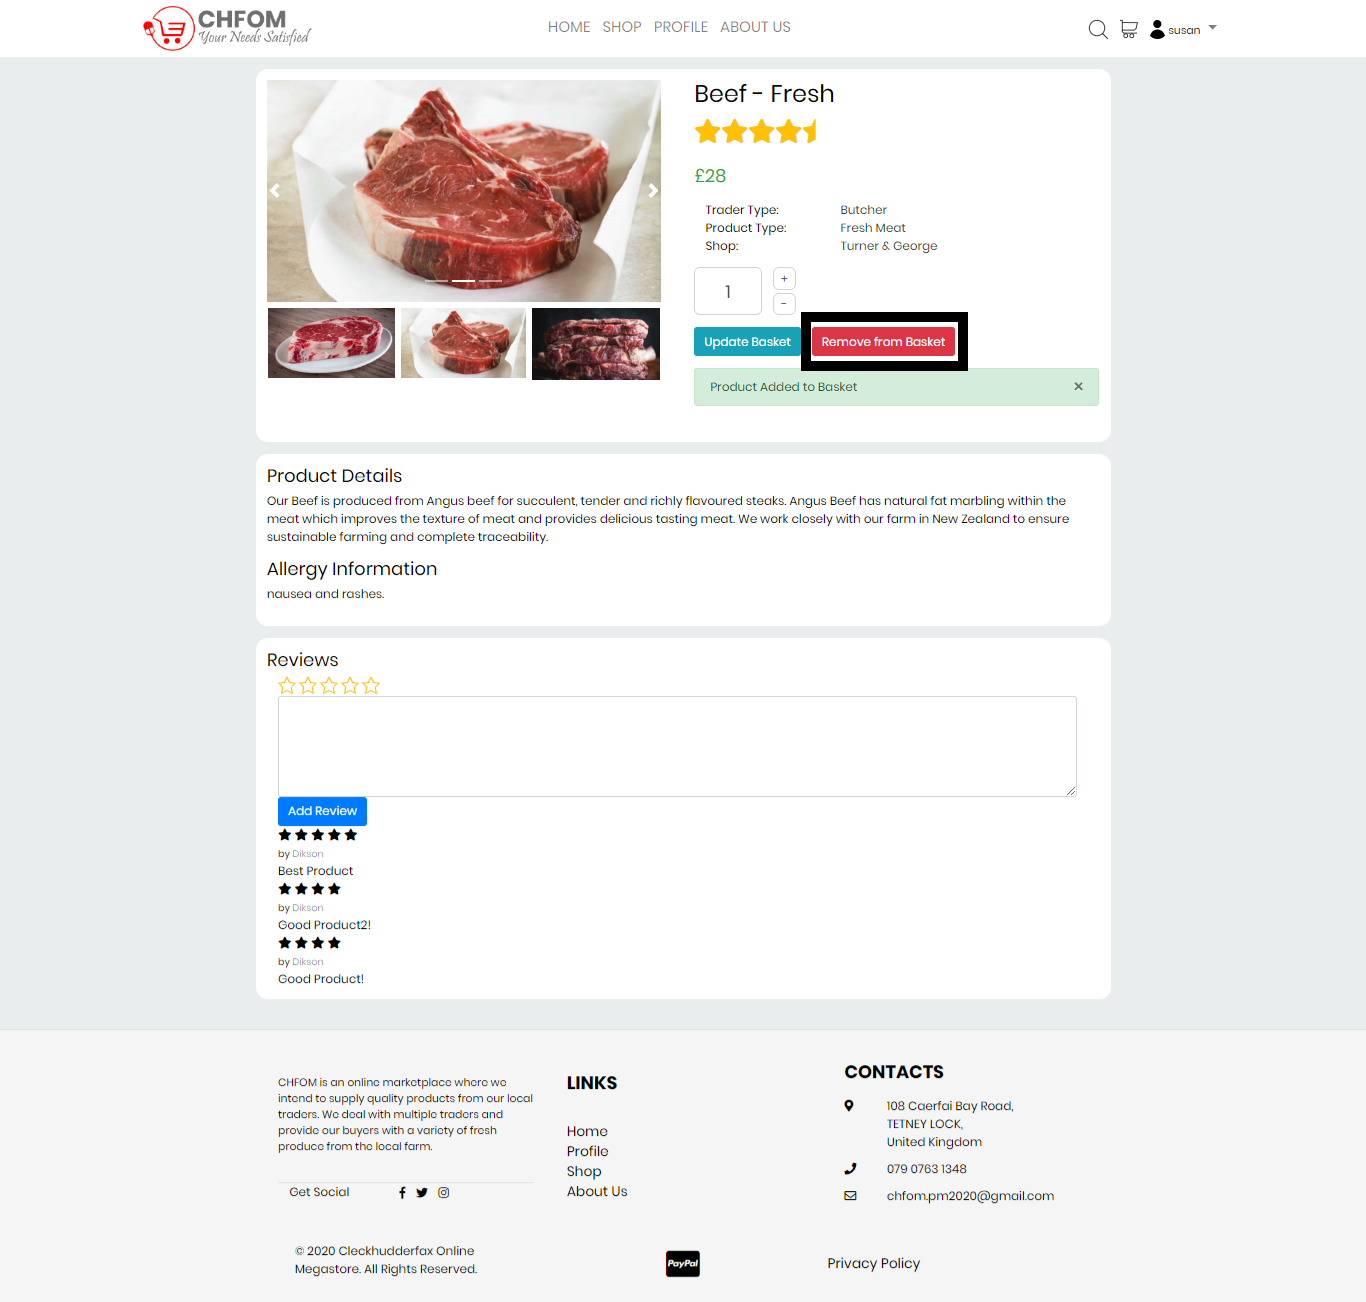 CHFOM
Your Needs Satisfied
HOME SHOP PROFILE ABOUT US
susan
Beef - Fresh
£28
Trader Type: Butcher
Product Type: Fresh Meat
Shop: Turner & George
1
+
-
Update Basket Remove from Basket
Product Added to Basket ×
Product Details
Our Beef is produced from Angus beef for succulent, tender and richly flavoured steaks. Angus Beef has natural fat marbling within the
meat which improves the texture of meat and provides delicious tasting meat. We work closely with our farm in New Zealand to ensure
sustainable farming and complete traceability.
Allergy Information
nausea and rashes.
Reviews
Add Review
by Dikson
Best Product
by Dikson
Good Product2!
by Dikson
Good Product!
CHFOM is an online marketplace where we
intend to supply quality products from our local
traders. We deal with multiple traders and
provide our buyers with a variety of fresh
produce from the local farm.
Get Social
LINKS
Home
Profile
Shop
About Us
CONTACTS
108 Caerfai Bay Road,
TETNEY LOCK,
United Kingdom
079 0763 1348
chfom.pm2020@gmail.com
© 2020 Cleckhudderfax Online
Megastore. All Rights Reserved.
PayPal
Privacy Policy